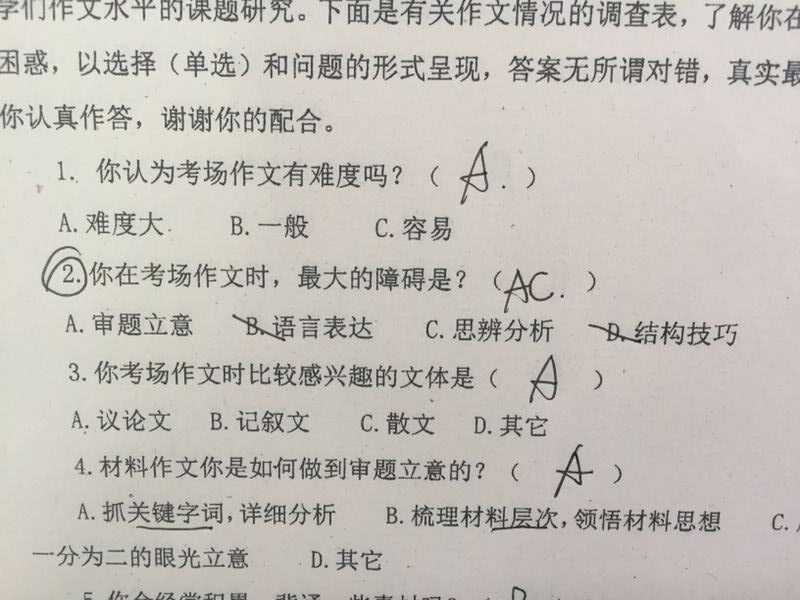 学们作文水平的课题研究。下面是有关作文情况的调查表，了解你在
困惑，以选择（单选）和问题的形式呈现，答案无所谓对错，真实最
你认真作答，谢谢你的配合。
1. 你认为考场作文有难度吗？（ A. ）
A.难度大 B.一般 C.容易
2.你在考场作文时，最大的障碍是？（AC. ）
A.审题立意 B.语言表达 C.思辨分析 D.结构技巧
3.你考场作文时比较感兴趣的文体是（ A ）
A.议论文 B.记叙文 C.散文 D.其它
4.材料作文你是如何做到审题立意的？（ A ）
A.抓关键字词，详细分析 B.梳理材料层次，领悟材料思想 C.
一分为二的眼光立意 D.其它